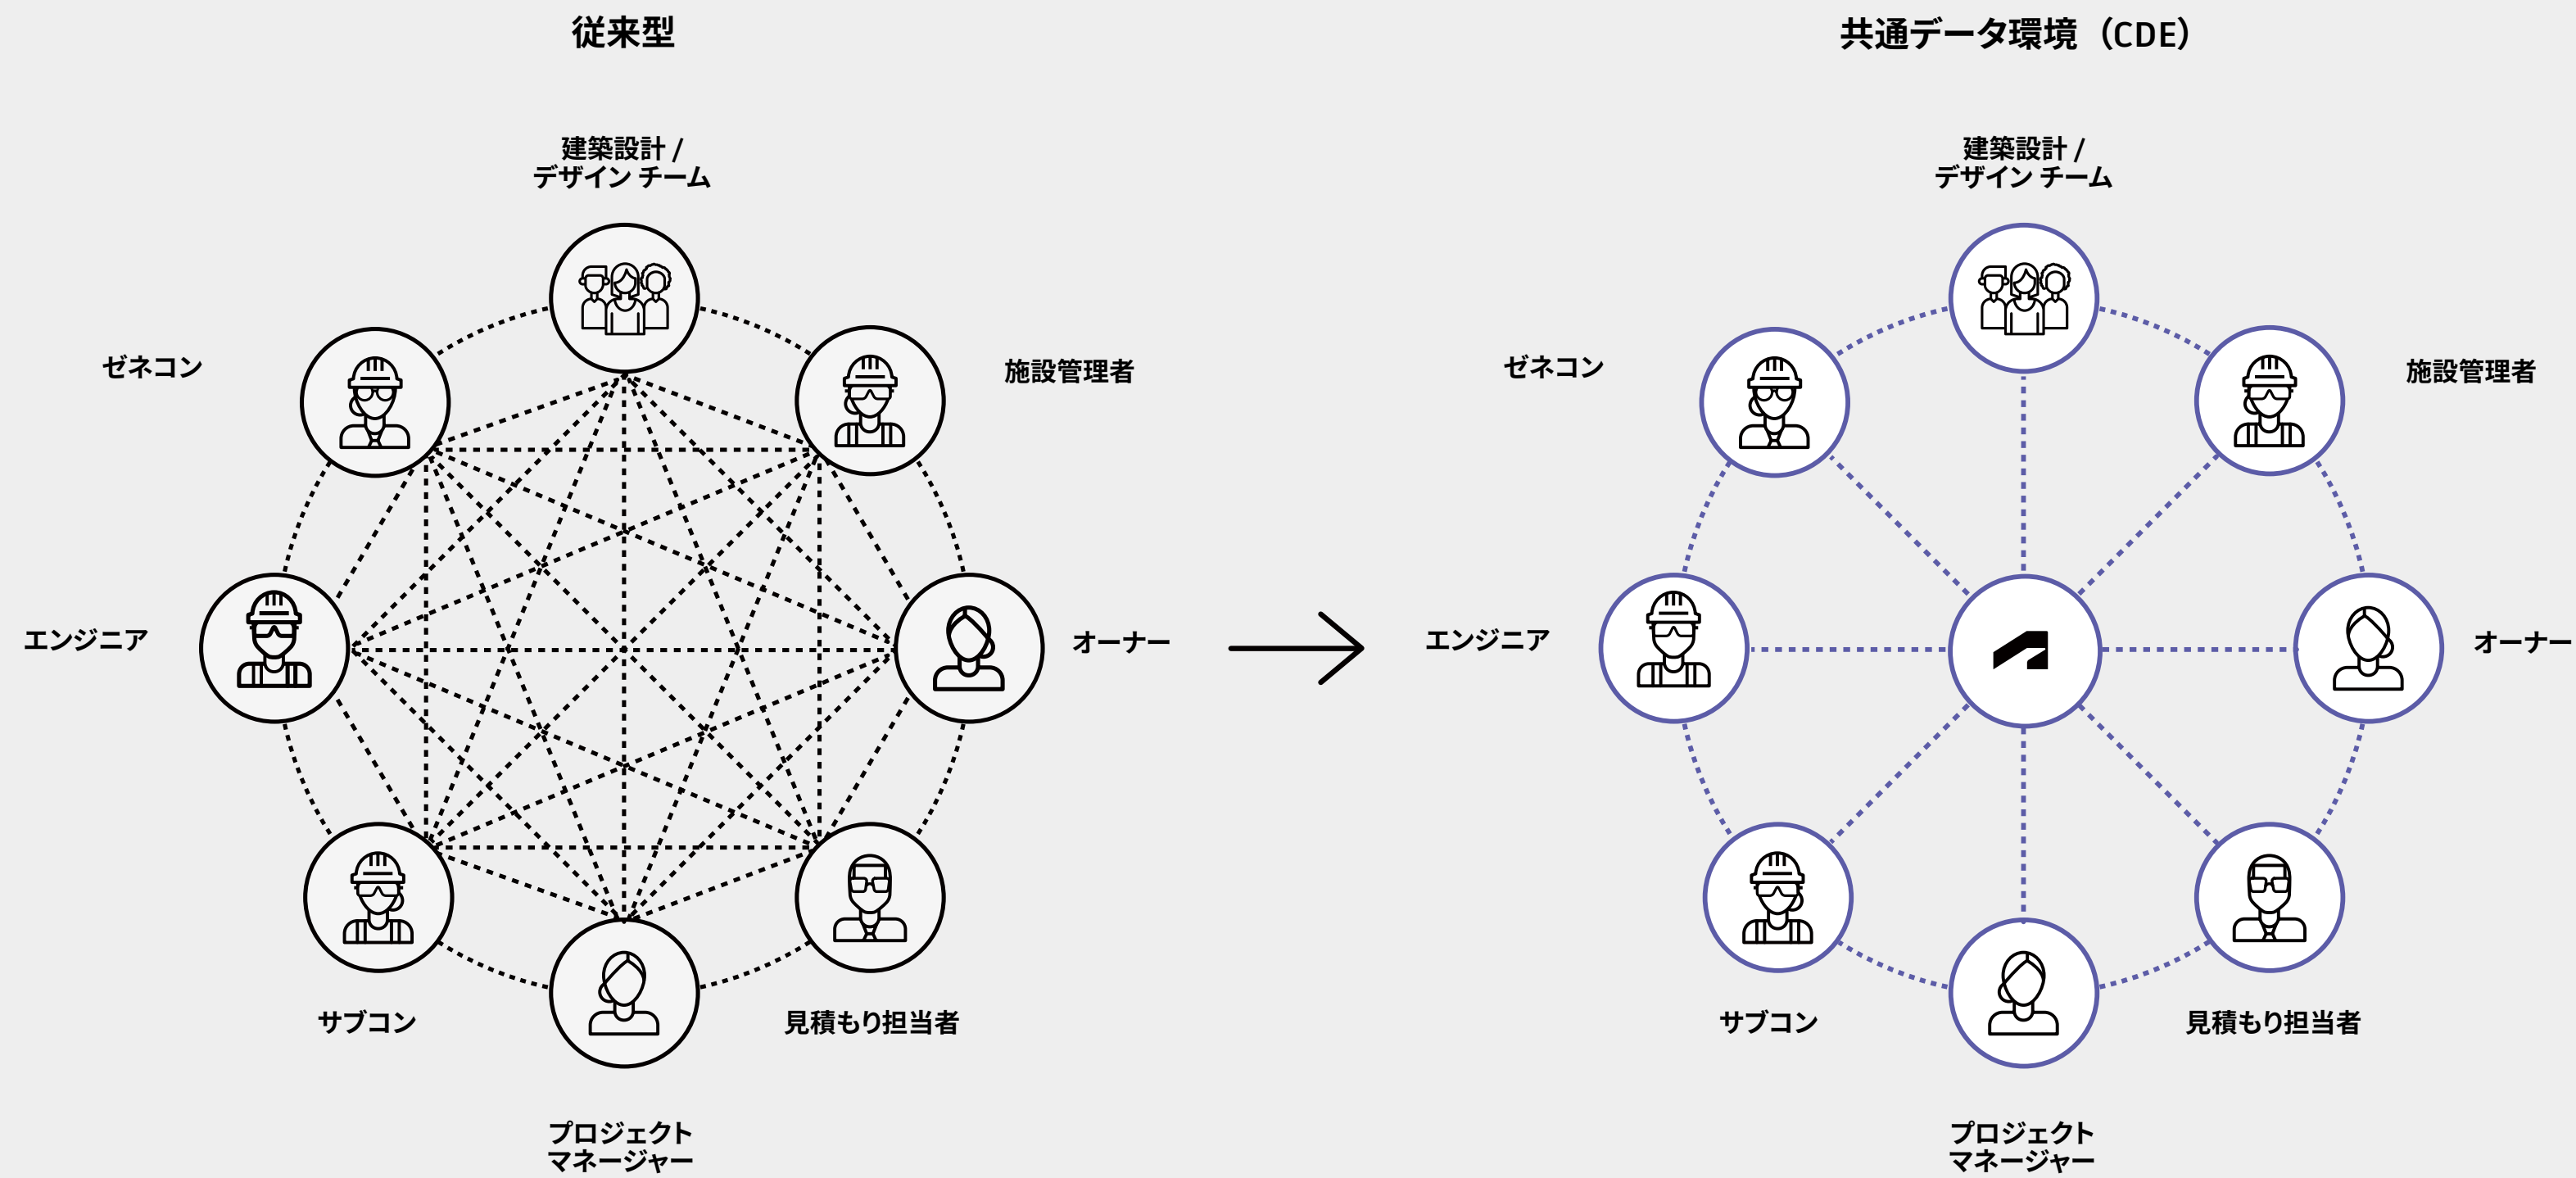 従来型
建築設計 /
デザイン チーム
ゼネコン
施設管理者
エンジニア
オーナー
サブコン
見積もり担当者
プロジェクト
マネージャー
共通データ環境（CDE）
建築設計 /
デザイン チーム
ゼネコン
施設管理者
エンジニア
オーナー
サブコン
見積もり担当者
プロジェクト
マネージャー